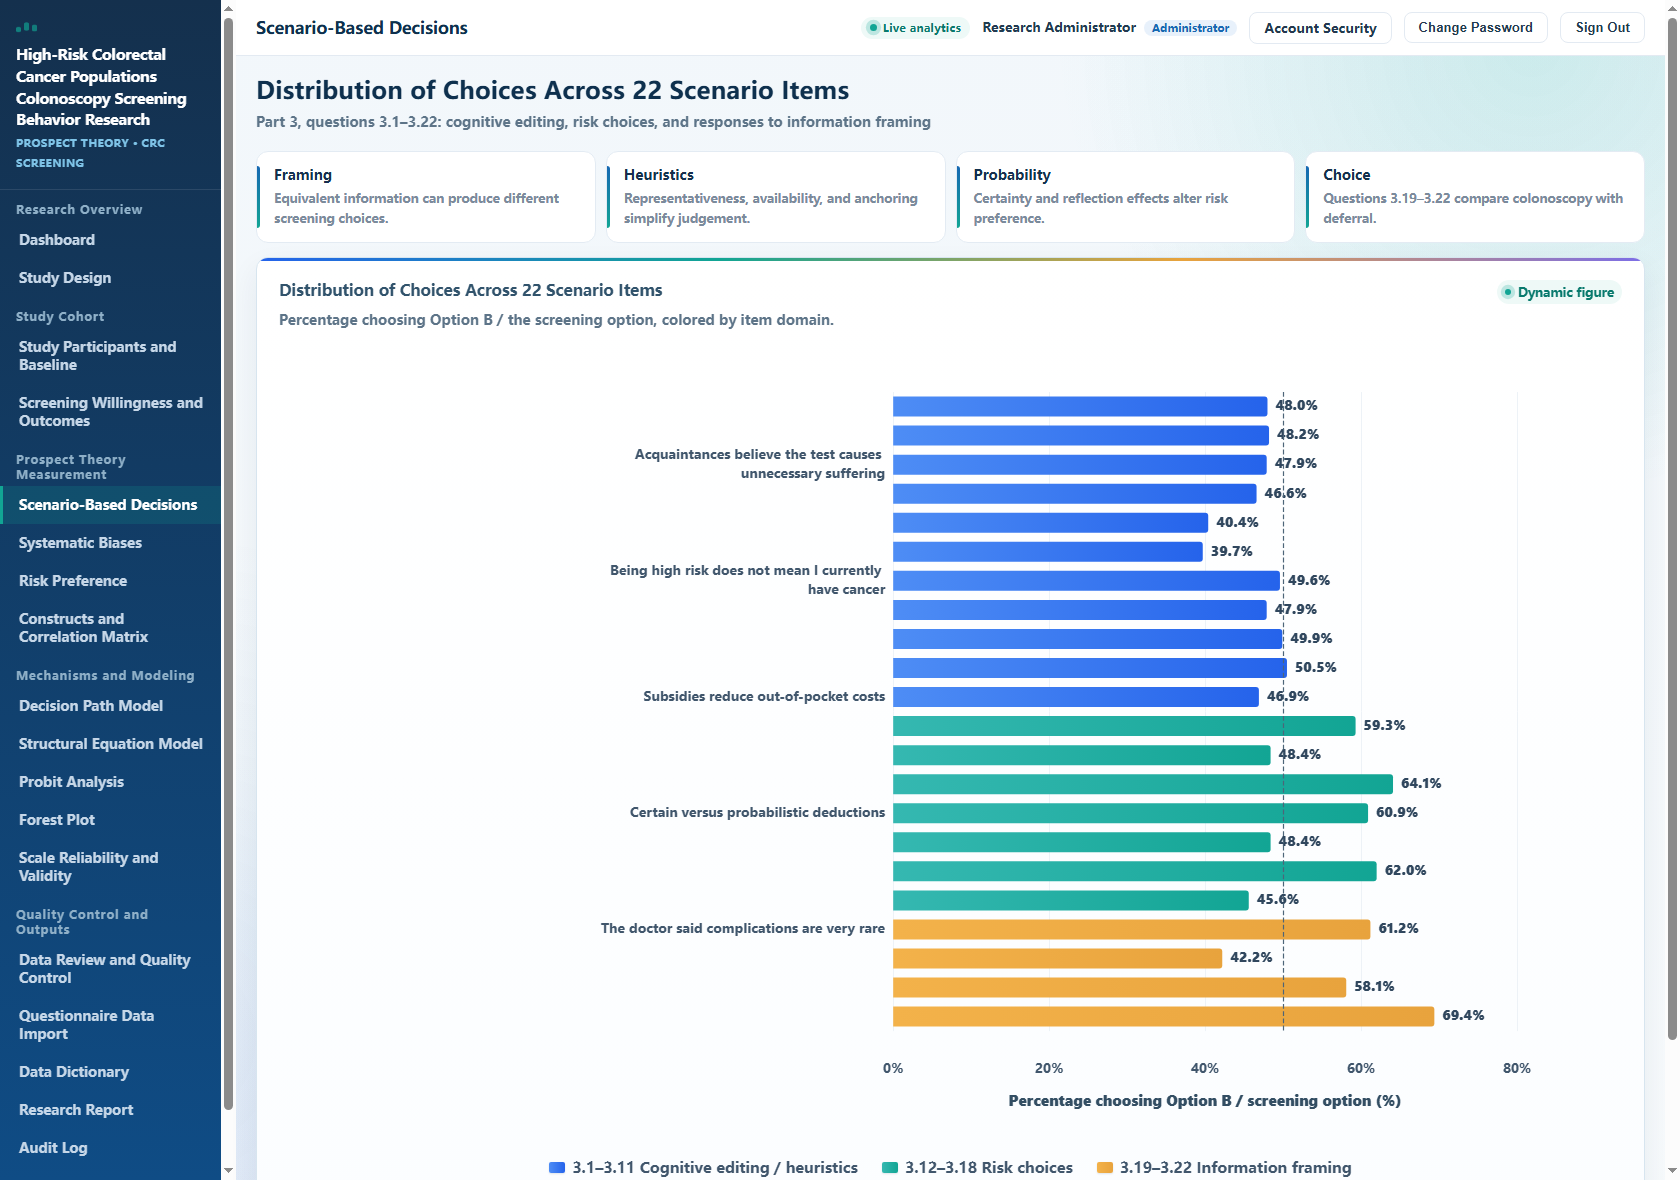 High-Risk Colorectal
Cancer Populations
Colonoscopy Screening
Behavior Research
PROSPECT THEORY • CRC
SCREENING
Research Overview
Dashboard
Study Design
Study Cohort
Study Participants and
Baseline
Screening Willingness and
Outcomes
Prospect Theory
Measurement
Scenario-Based Decisions
Systematic Biases
Risk Preference
Constructs and
Correlation Matrix
Mechanisms and Modeling
Decision Path Model
Structural Equation Model
Probit Analysis
Forest Plot
Scale Reliability and
Validity
Quality Control and
Outputs
Data Review and Quality
Control
Questionnaire Data
Import
Data Dictionary
Research Report
Audit Log
Scenario-Based Decisions
Live analytics
Research Administrator
Administrator
Account Security
Change Password
Sign Out
Distribution of Choices Across 22 Scenario Items
Part 3, questions 3.1–3.22: cognitive editing, risk choices, and responses to information framing
Framing
Equivalent information can produce different
screening choices.
Heuristics
Representativeness, availability, and anchoring
simplify judgement.
Probability
Certainty and reflection effects alter risk
preference.
Choice
Questions 3.19–3.22 compare colonoscopy with
deferral.
Distribution of Choices Across 22 Scenario Items
Dynamic figure
Percentage choosing Option B / the screening option, colored by item domain.
48.0%
48.2%
Acquaintances believe the test causes
unnecessary suffering
47.9%
46.6%
40.4%
39.7%
Being high risk does not mean I currently
have cancer
49.6%
47.9%
49.9%
50.5%
Subsidies reduce out-of-pocket costs
46.9%
59.3%
48.4%
64.1%
Certain versus probabilistic deductions
60.9%
48.4%
62.0%
45.6%
The doctor said complications are very rare
61.2%
42.2%
58.1%
69.4%
0%
20%
40%
60%
80%
Percentage choosing Option B / screening option (%)
3.1–3.11 Cognitive editing / heuristics
3.12–3.18 Risk choices
3.19–3.22 Information framing